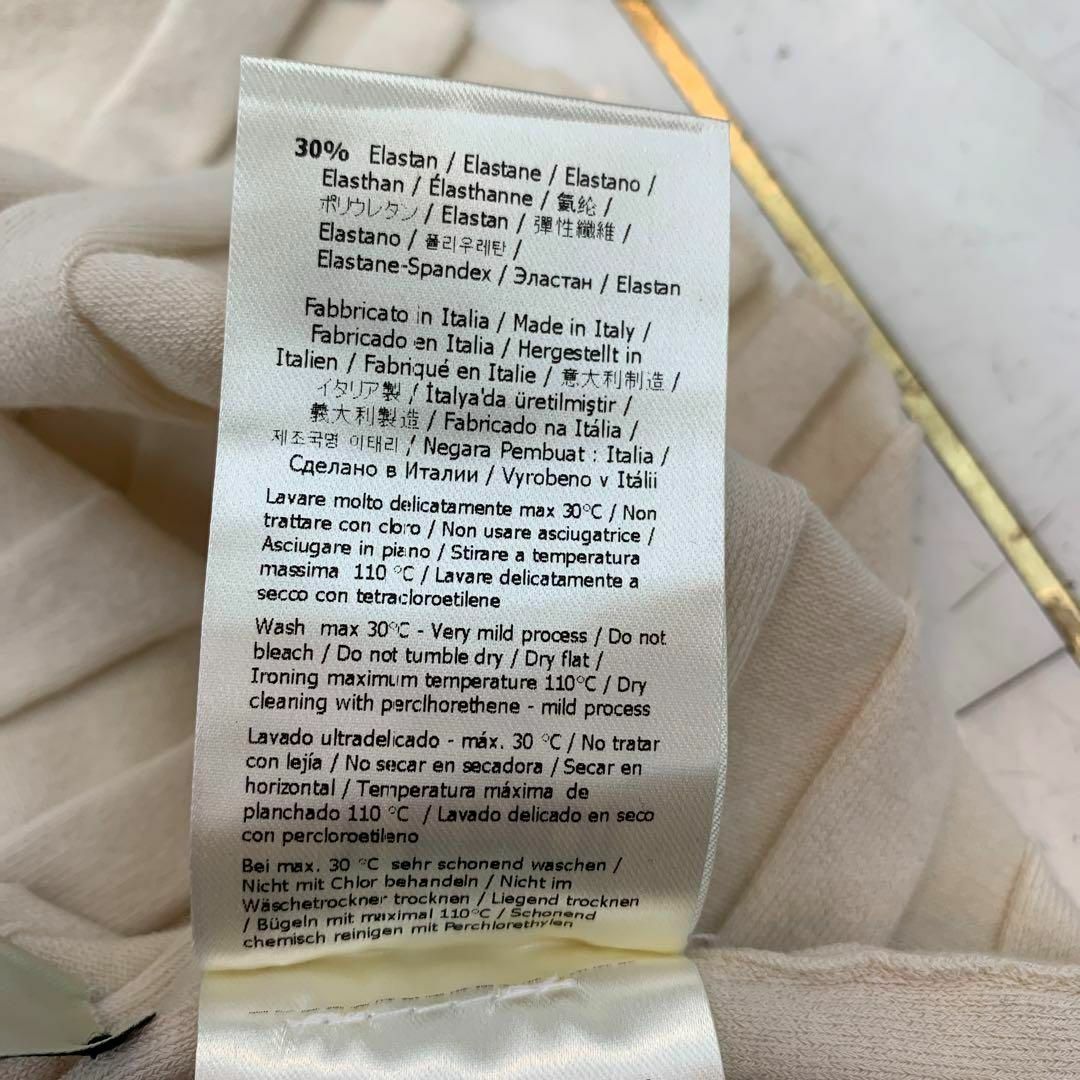 30% Elastan / Elastane / Elastano /
Elasthan / Élasthanne / 氨纶 /
ポリウレタン / Elastan / 彈性纖維 /
Elastano / 폴리우레탄 /
Elastane-Spandex / Эластан / Elastan
Fabbricato in Italia / Made in Italy /
Fabricado en Italia / Hergestellt in
Italien / Fabriqué en Italie / 意大利制造 /
イタリア製 / İtalya'da üretilmiştir /
義大利製造 / Fabricado na Itália /
제조국명 이태리 / Negara Pembuat : Italia /
Сделано в Италии / Vyrobeno v Itálii
Lavare molto delicatamente max 30°C / Non
trattare con cloro / Non usare asciugatrice /
Asciugare in piano / Stirare a temperatura
massima 110 °C / Lavare delicatamente a
secco con tetracloroetilene
Wash max 30°C - Very mild process / Do not
bleach / Do not tumble dry / Dry flat /
Ironing maximum temperature 110°C / Dry
cleaning with perclhorethene - mild process
Lavado ultradelicado - máx. 30 °C / No tratar
con lejía / No secar en secadora / Secar en
horizontal / Temperatura máxima de
planchado 110 °C / Lavado delicado en seco
con percloroetileno
Bei max. 30 °C sehr schonend waschen /
Nicht mit Chlor behandeln / Nicht im
Wäschetrockner trocknen / Liegend trocknen
/ Bügeln mit maximal 110°C / Schonend
chemisch reinigen mit Perchlorethylen